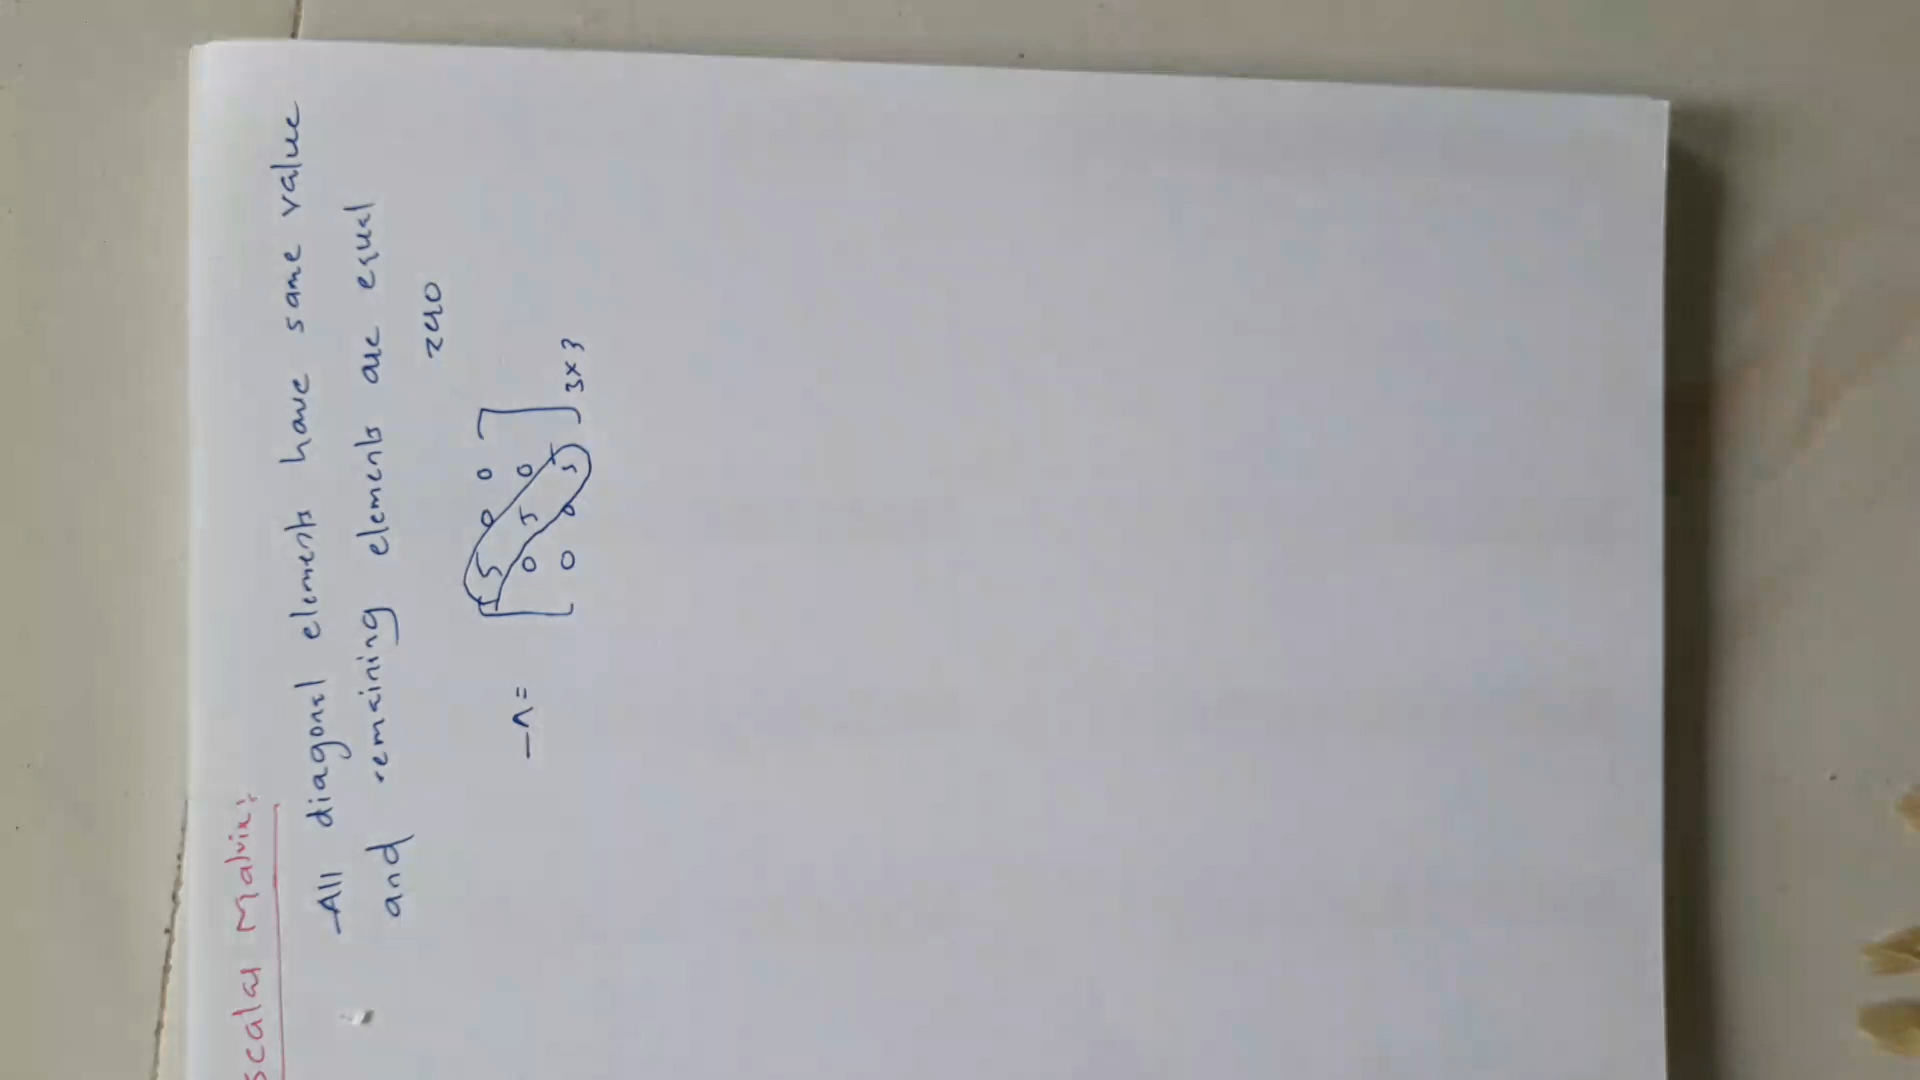 scalar Matrix:
All diagonal elements have same value
and remaining elements are equal
zero
A = [ 5 0 0
0 5 0
0 0 5 ] 3x3